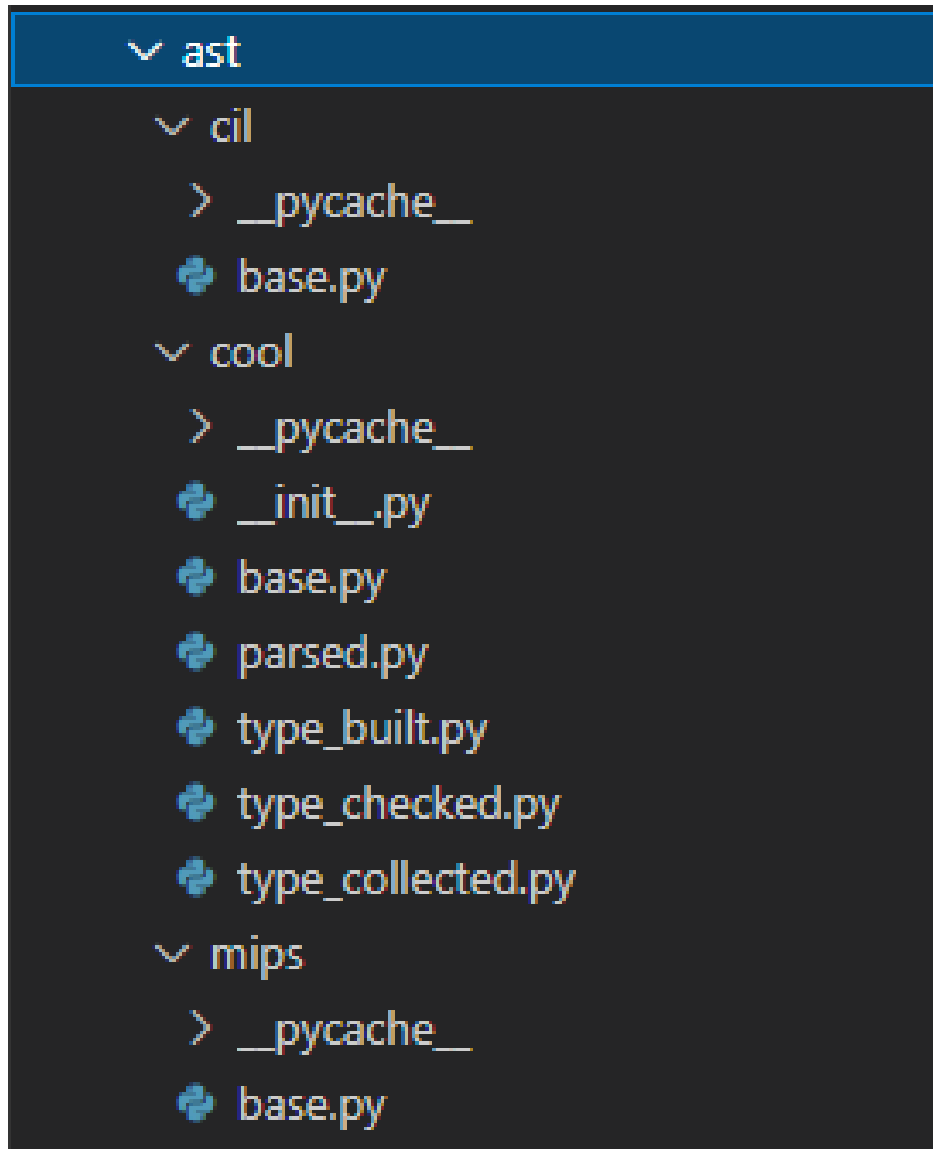 ast
cil
__pycache__
base.py
cool
__pycache__
__init__.py
base.py
parsed.py
type_built.py
type_checked.py
type_collected.py
mips
__pycache__
base.py